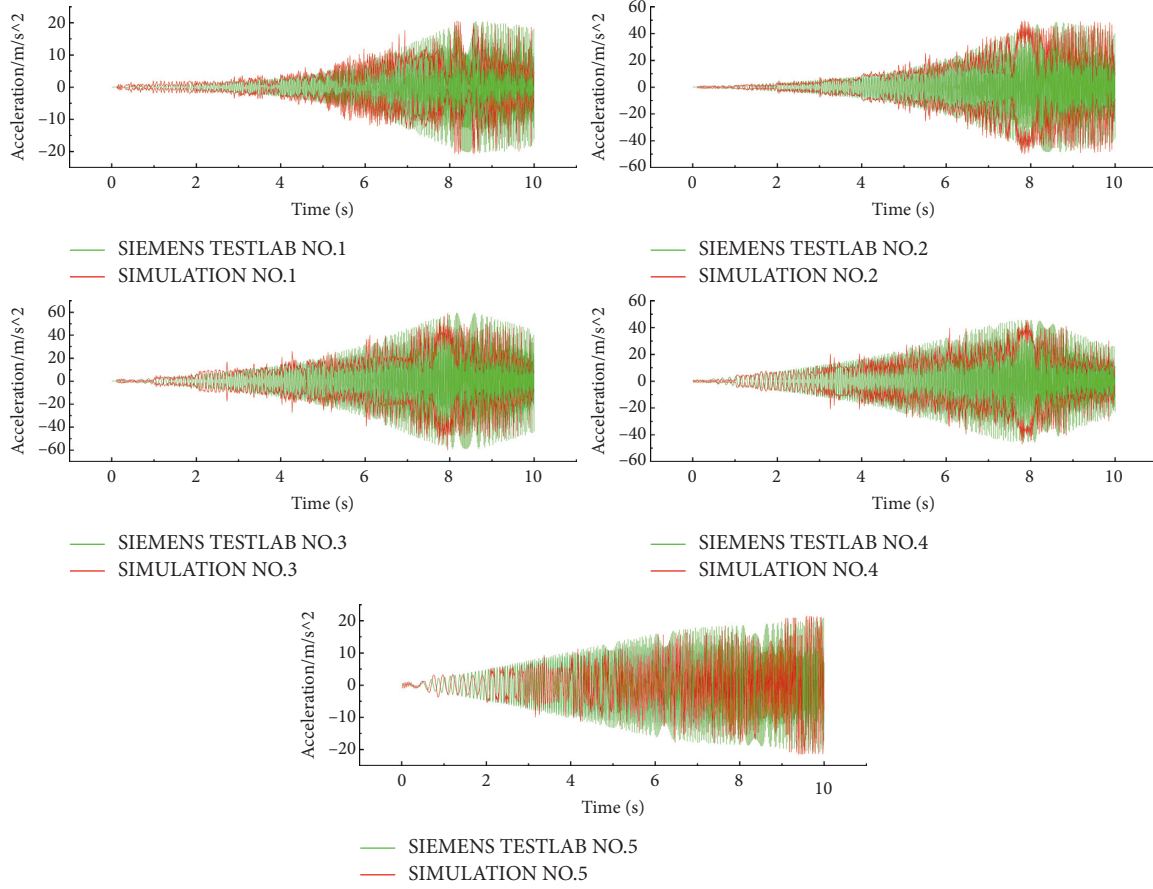 Acceleration/m/s^2
20
10
0
−10
−20
0 2 4 6 8 10
Time (s)
SIEMENS TESTLAB NO.1
SIMULATION NO.1
Acceleration/m/s^2
60
40
20
0
−20
−40
−60
0 2 4 6 8 10
Time (s)
SIEMENS TESTLAB NO.2
SIMULATION NO.2
Acceleration/m/s^2
60
40
20
0
−20
−40
−60
0 2 4 6 8 10
Time (s)
SIEMENS TESTLAB NO.3
SIMULATION NO.3
Acceleration/m/s^2
60
40
20
0
−20
−40
−60
0 2 4 6 8 10
Time (s)
SIEMENS TESTLAB NO.4
SIMULATION NO.4
Acceleration/m/s^2
20
10
0
−10
−20
0 2 4 6 8 10
Time (s)
SIEMENS TESTLAB NO.5
SIMULATION NO.5